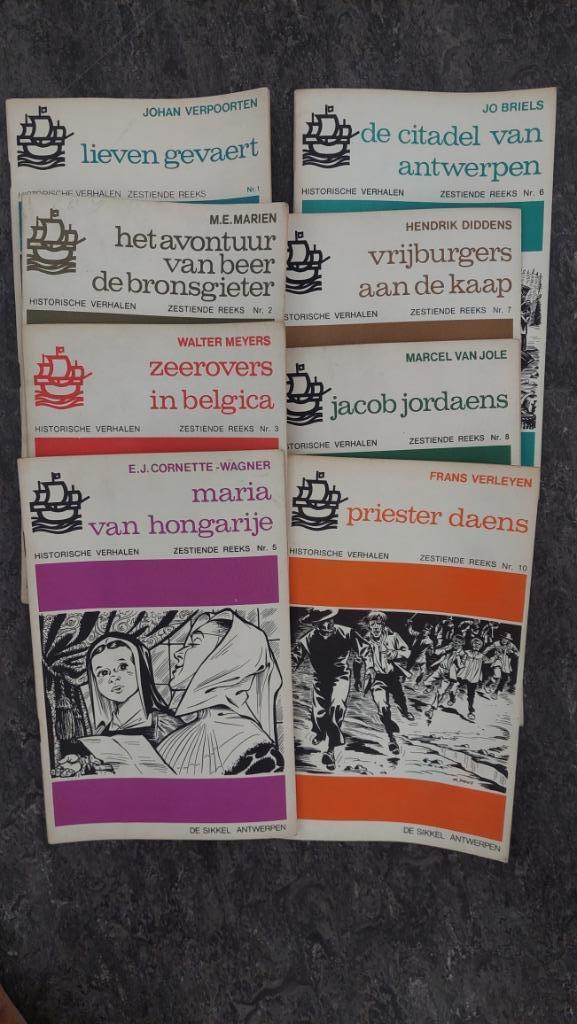 JOHAN VERPOORTEN
lieven gevaert
HISTORISCHE VERHALEN ZESTIENDE REEKS Nr. 1
M.E. MARIEN
het avontuur
van beer
de bronsgieter
HISTORISCHE VERHALEN ZESTIENDE REEKS Nr. 2
WALTER MEYERS
zeerovers
in belgica
HISTORISCHE VERHALEN ZESTIENDE REEKS Nr. 3
E.J. CORNETTE-WAGNER
maria
van hongarije
HISTORISCHE VERHALEN ZESTIENDE REEKS Nr. 5
DE SIKKEL ANTWERPEN
JO BRIELS
de citadel van
antwerpen
HISTORISCHE VERHALEN ZESTIENDE REEKS Nr. 6
HENDRIK DIDDENS
vrijburgers
aan de kaap
HISTORISCHE VERHALEN ZESTIENDE REEKS Nr. 7
MARCEL VAN JOLE
jacob jordaens
HISTORISCHE VERHALEN ZESTIENDE REEKS Nr. 8
FRANS VERLEYEN
priester daens
HISTORISCHE VERHALEN ZESTIENDE REEKS Nr. 10
DE SIKKEL ANTWERPEN